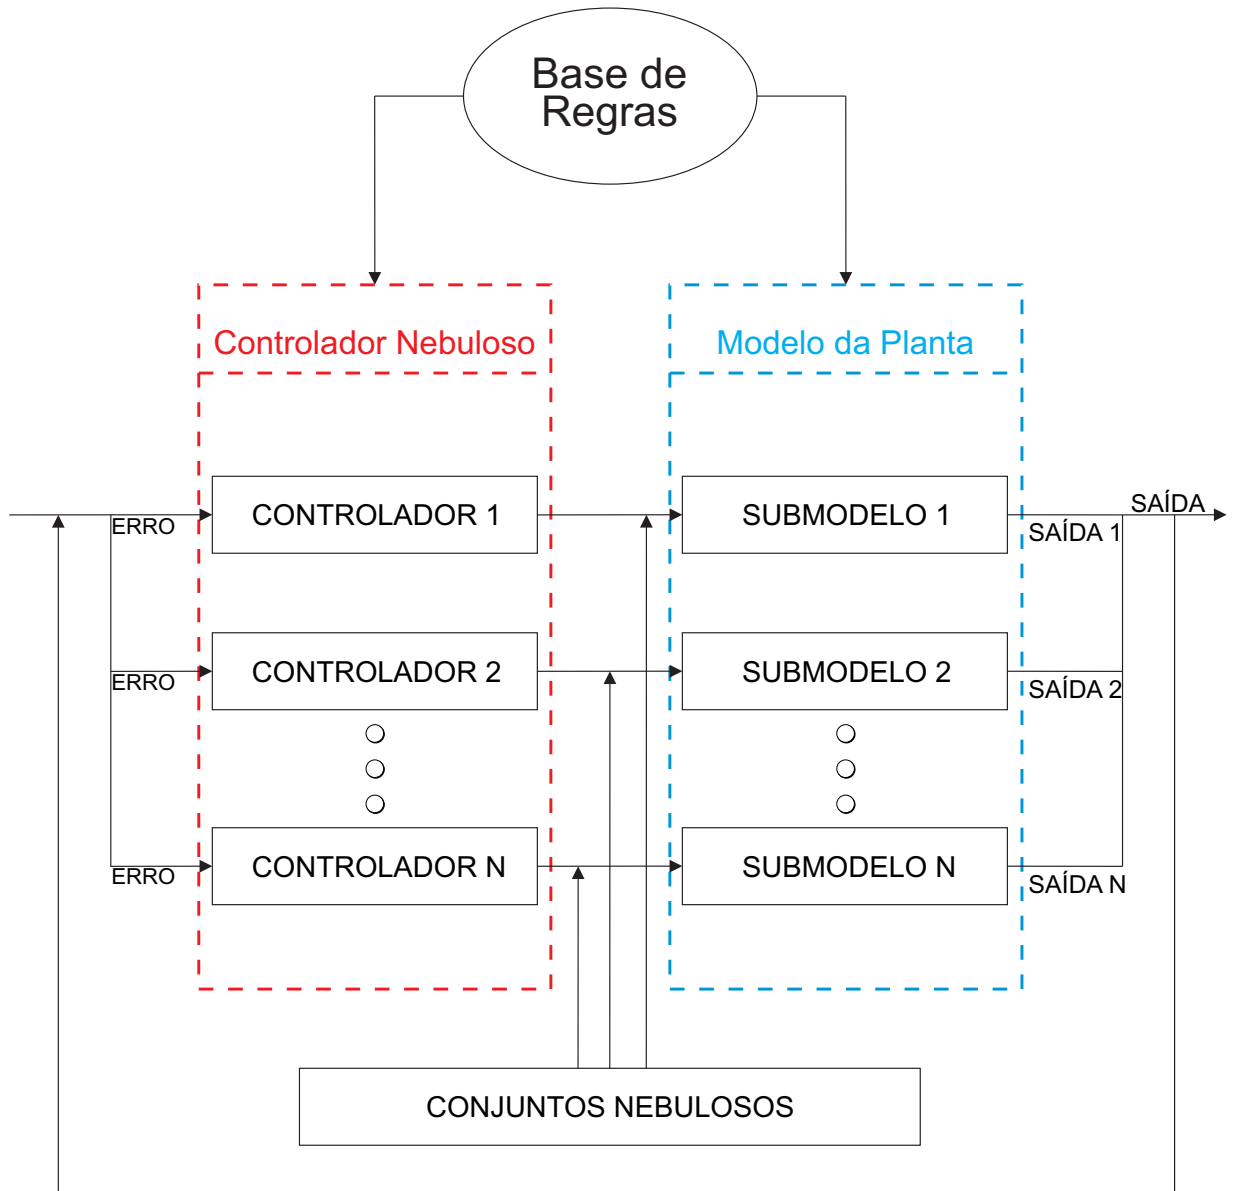 Base de
Regras
Controlador Nebuloso
Modelo da Planta
CONTROLADOR 1
SUBMODELO 1
SAÍDA
ERRO
SAÍDA 1
CONTROLADOR 2
SUBMODELO 2
ERRO
SAÍDA 2
CONTROLADOR N
SUBMODELO N
ERRO
SAÍDA N
CONJUNTOS NEBULOSOS